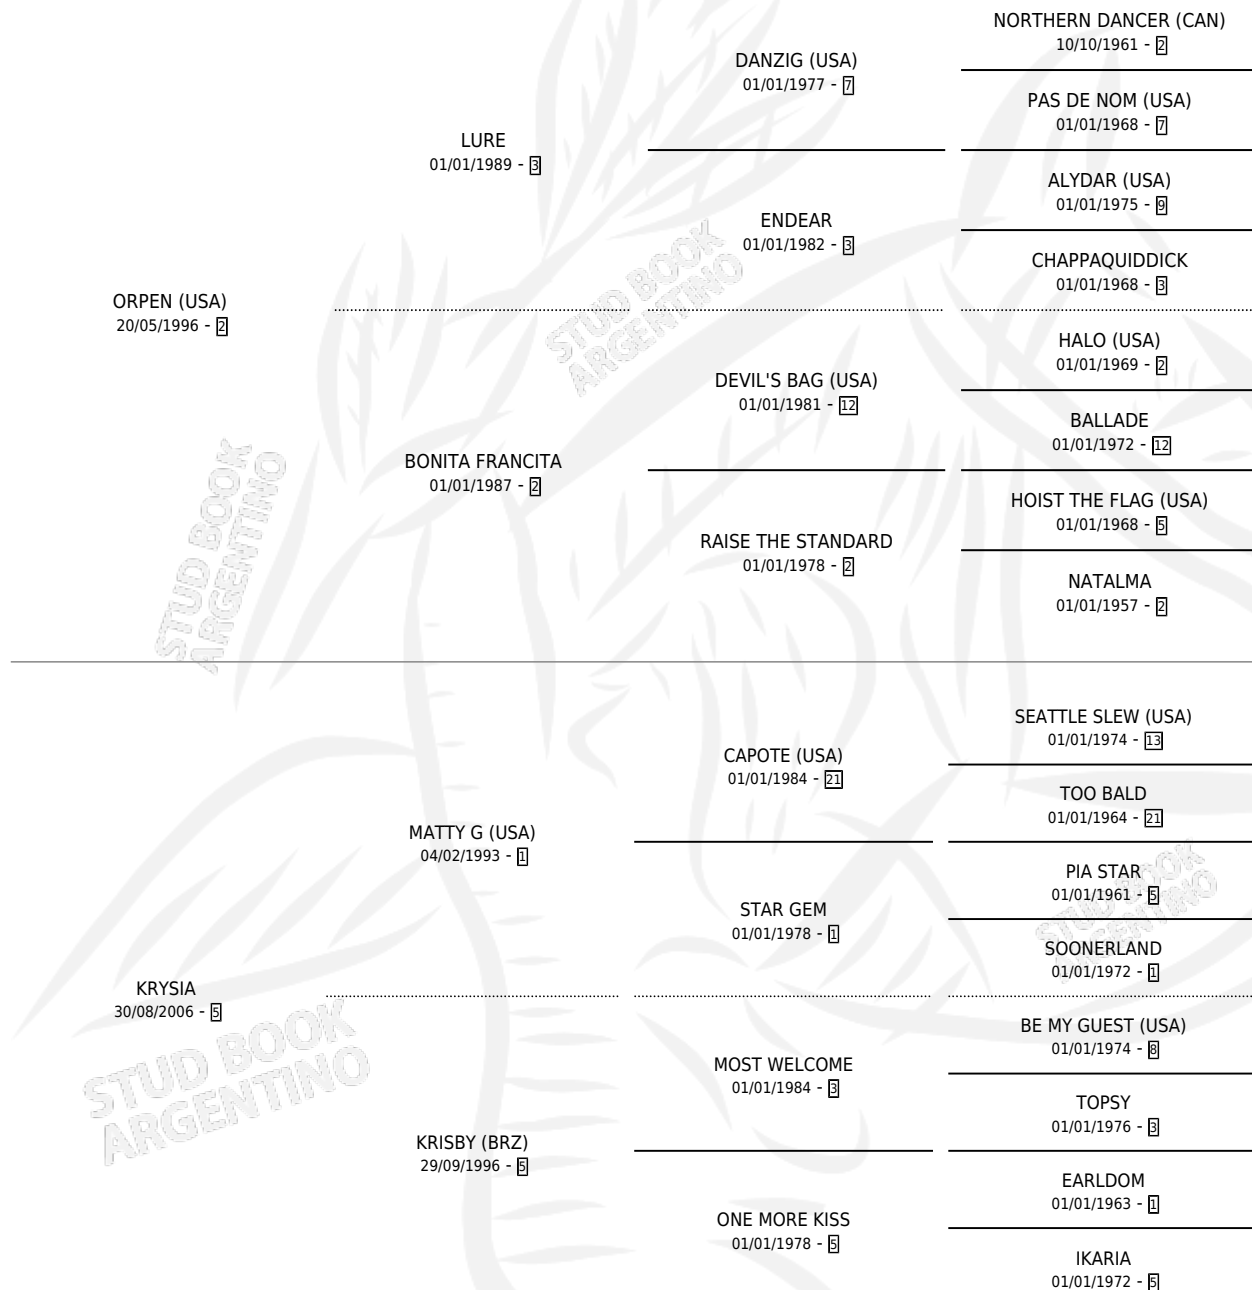 NORTHERN DANCER (CAN)
10/10/1961 - 2
DANZIG (USA)
01/01/1977 - 7
PAS DE NOM (USA)
01/01/1968 - 7
LURE
01/01/1989 - 3
ALYDAR (USA)
01/01/1975 - 9
ENDEAR
01/01/1982 - 3
CHAPPAQUIDDICK
01/01/1968 - 3
ORPEN (USA)
20/05/1996 - 2
HALO (USA)
01/01/1969 - 2
DEVIL'S BAG (USA)
01/01/1981 - 12
BALLADE
01/01/1972 - 12
BONITA FRANCITA
01/01/1987 - 2
HOIST THE FLAG (USA)
01/01/1968 - 5
RAISE THE STANDARD
01/01/1978 - 2
NATALMA
01/01/1957 - 2
SEATTLE SLEW (USA)
01/01/1974 - 13
CAPOTE (USA)
01/01/1984 - 21
TOO BALD
01/01/1964 - 21
MATTY G (USA)
04/02/1993 - 1
PIA STAR
01/01/1961 - 5
STAR GEM
01/01/1978 - 1
SOONERLAND
01/01/1972 - 1
KRYSIA
30/08/2006 - 5
BE MY GUEST (USA)
01/01/1974 - 8
MOST WELCOME
01/01/1984 - 3
TOPSY
01/01/1976 - 3
KRISBY (BRZ)
29/09/1996 - 5
EARLDOM
01/01/1963 - 1
ONE MORE KISS
01/01/1978 - 5
IKARIA
01/01/1972 - 5
STUD BOOK
ARGENTINO
STUD BOOK
ARGENTINO
STUD BOOK
ARGENTINO
STUD BOOK
ARGENTINO